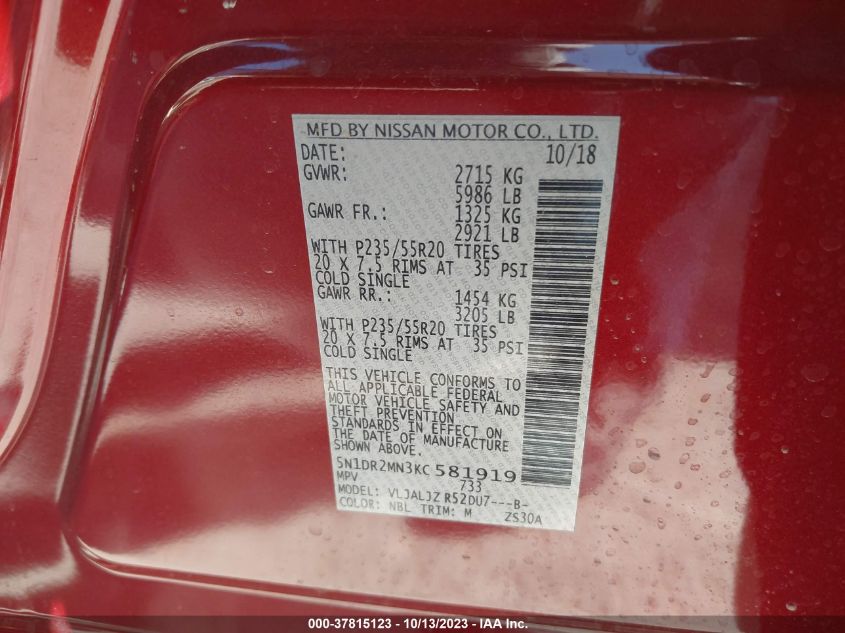 MFD BY NISSAN MOTOR CO., LTD.
DATE: 10/18
GVWR: 2715 KG
5986 LB
GAWR FR.: 1325 KG
2921 LB
WITH P235/55R20 TIRES
20 X 7.5 RIMS AT 35 PSI
COLD SINGLE
GAWR RR.: 1454 KG
3205 LB
WITH P235/55R20 TIRES
20 X 7.5 RIMS AT 35 PSI
COLD SINGLE
THIS VEHICLE CONFORMS TO
ALL APPLICABLE FEDERAL
MOTOR VEHICLE SAFETY AND
THEFT PREVENTION
STANDARDS IN EFFECT ON
THE DATE OF MANUFACTURE
SHOWN ABOVE.
5N1DR2MN3KC 581919
MPV 733
MODEL: VLJALJZ R52DU7---B-
COLOR: NBL TRIM: M ZS30A
000-37815123 - 10/13/2023 - IAA Inc.